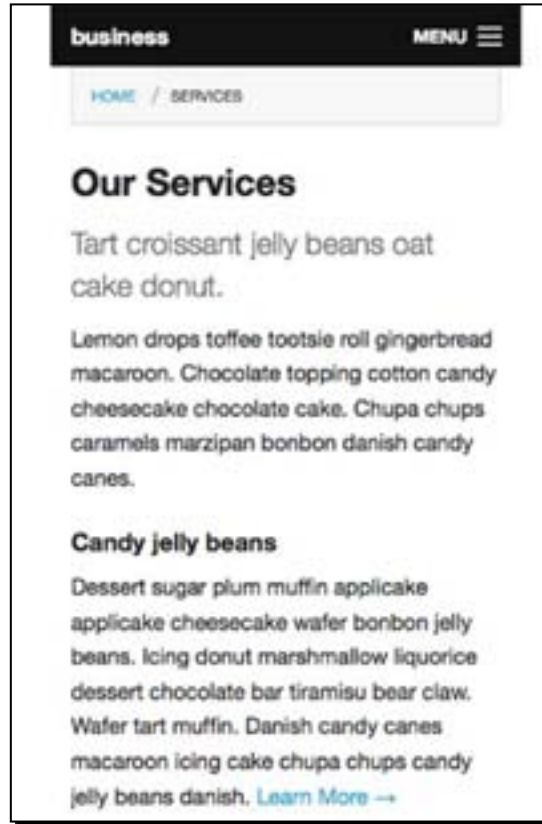 business MENU
HOME / SERVICES
Our Services
Tart croissant jelly beans oat
cake donut.
Lemon drops toffee tootsie roll gingerbread
macaroon. Chocolate topping cotton candy
cheesecake chocolate cake. Chupa chups
caramels marzipan bonbon danish candy
canes.
Candy jelly beans
Dessert sugar plum muffin applicake
applicake cheesecake wafer bonbon jelly
beans. Icing donut marshmallow liquorice
dessert chocolate bar tiramisu bear claw.
Wafer tart muffin. Danish candy canes
macaroon icing cake chupa chups candy
jelly beans danish. Learn More →